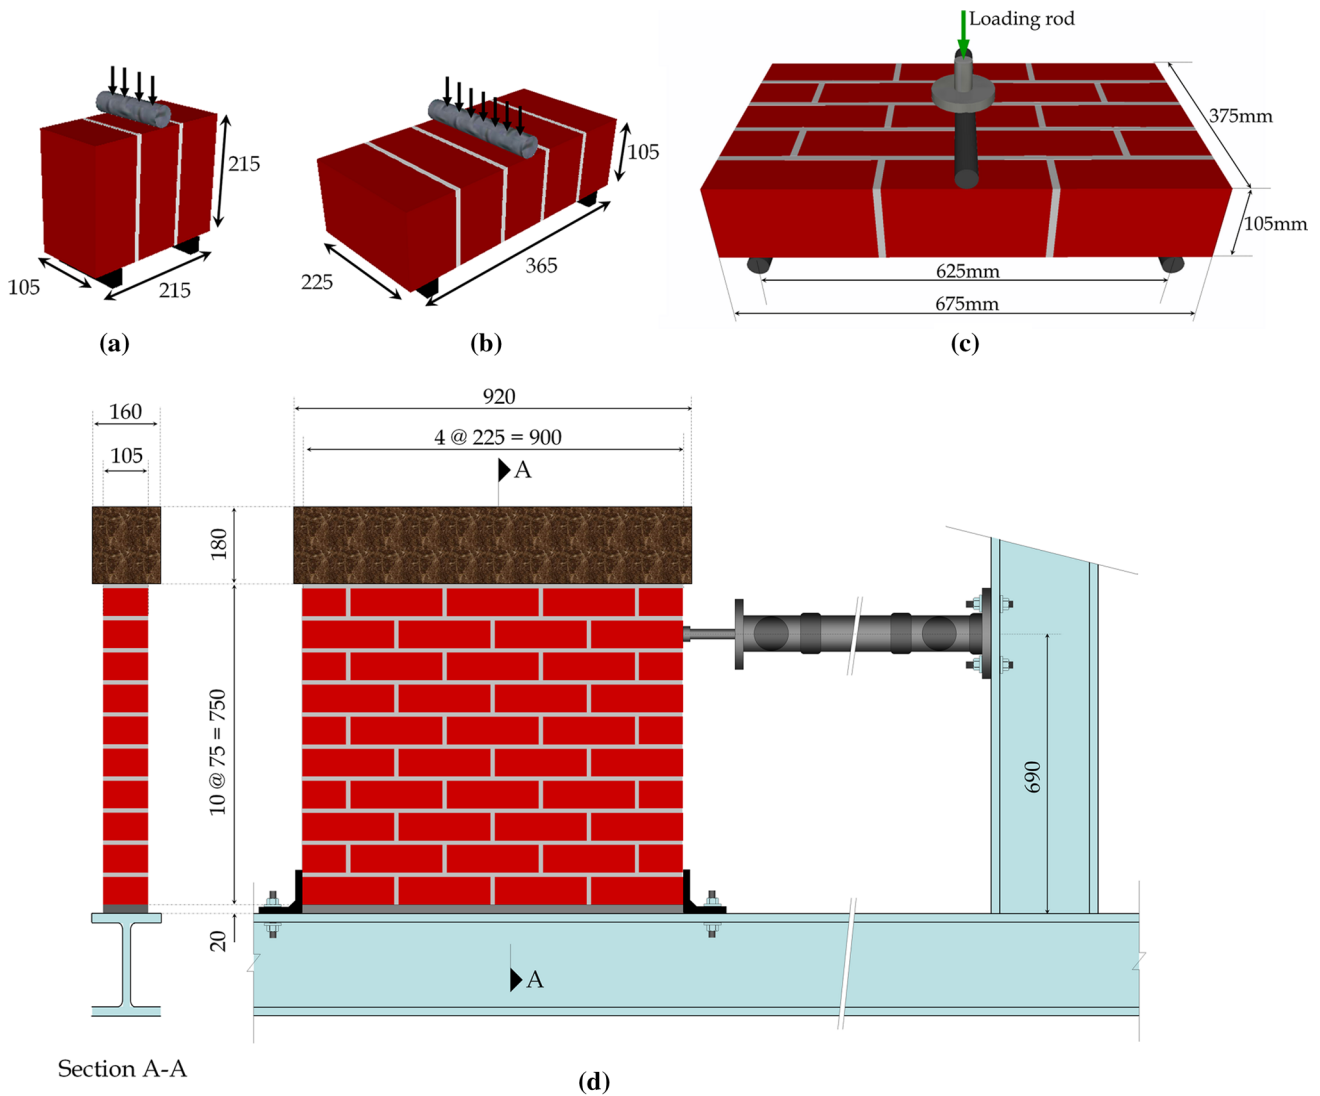 Loading rod
215
105
215
(a)
105
225
365
(b)
375mm
105mm
625mm
675mm
(c)
160
105
920
4 @ 225 = 900
A
180
10 @ 75 = 750
20
690
A
Section A-A
(d)